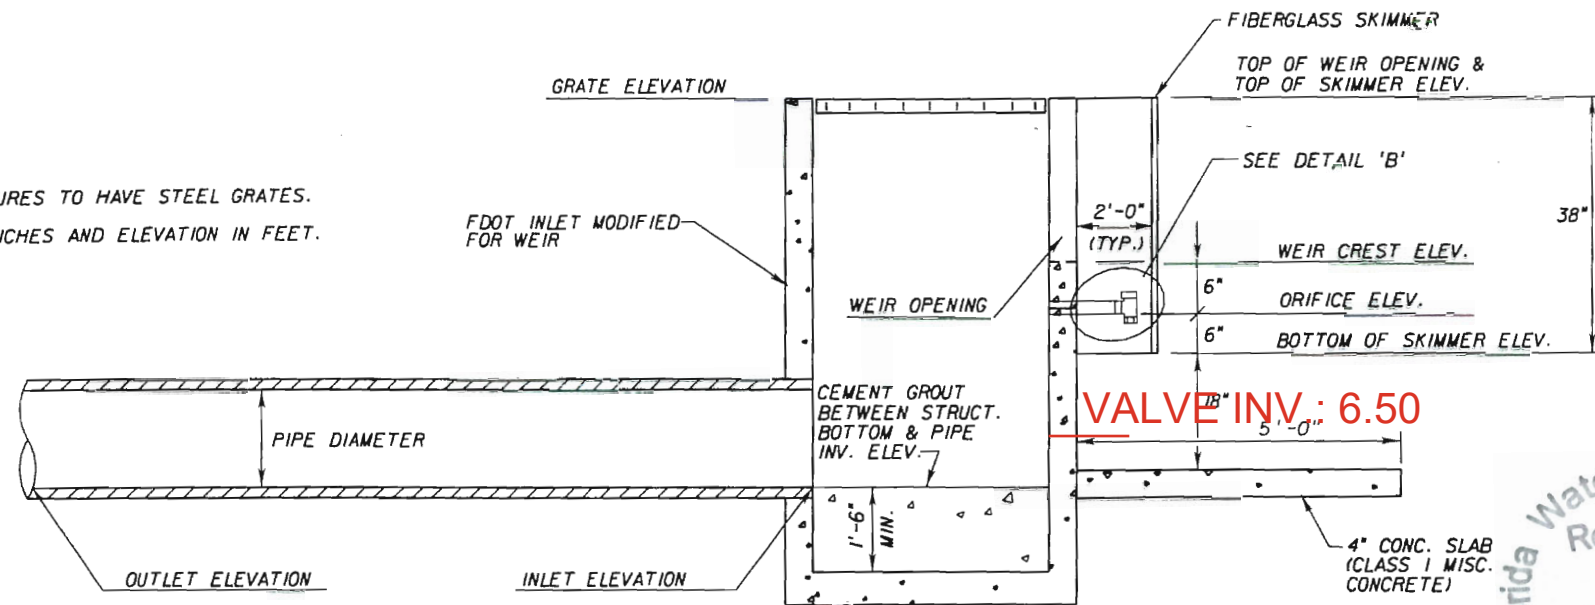 FIBERGLASS SKIMMER
TOP OF WEIR OPENING &
TOP OF SKIMMER ELEV.
GRATE ELEVATION
SEE DETAIL 'B'
URES TO HAVE STEEL GRATES.
ICHES AND ELEVATION IN FEET.
FDOT INLET MODIFIED
FOR WEIR
2'-0"
(TYP.)
38"
WEIR CREST ELEV.
6"
WEIR OPENING
ORIFICE ELEV.
6"
BOTTOM OF SKIMMER ELEV.
CEMENT GROUT
BETWEEN STRUCT.
BOTTOM & PIPE
INV. ELEV.
VALVE INV.: 6.50
18"
5'-0"
PIPE DIAMETER
1'-6"
MIN.
4" CONC. SLAB
(CLASS I MISC.
CONCRETE)
OUTLET ELEVATION
INLET ELEVATION
rida Wate
Re